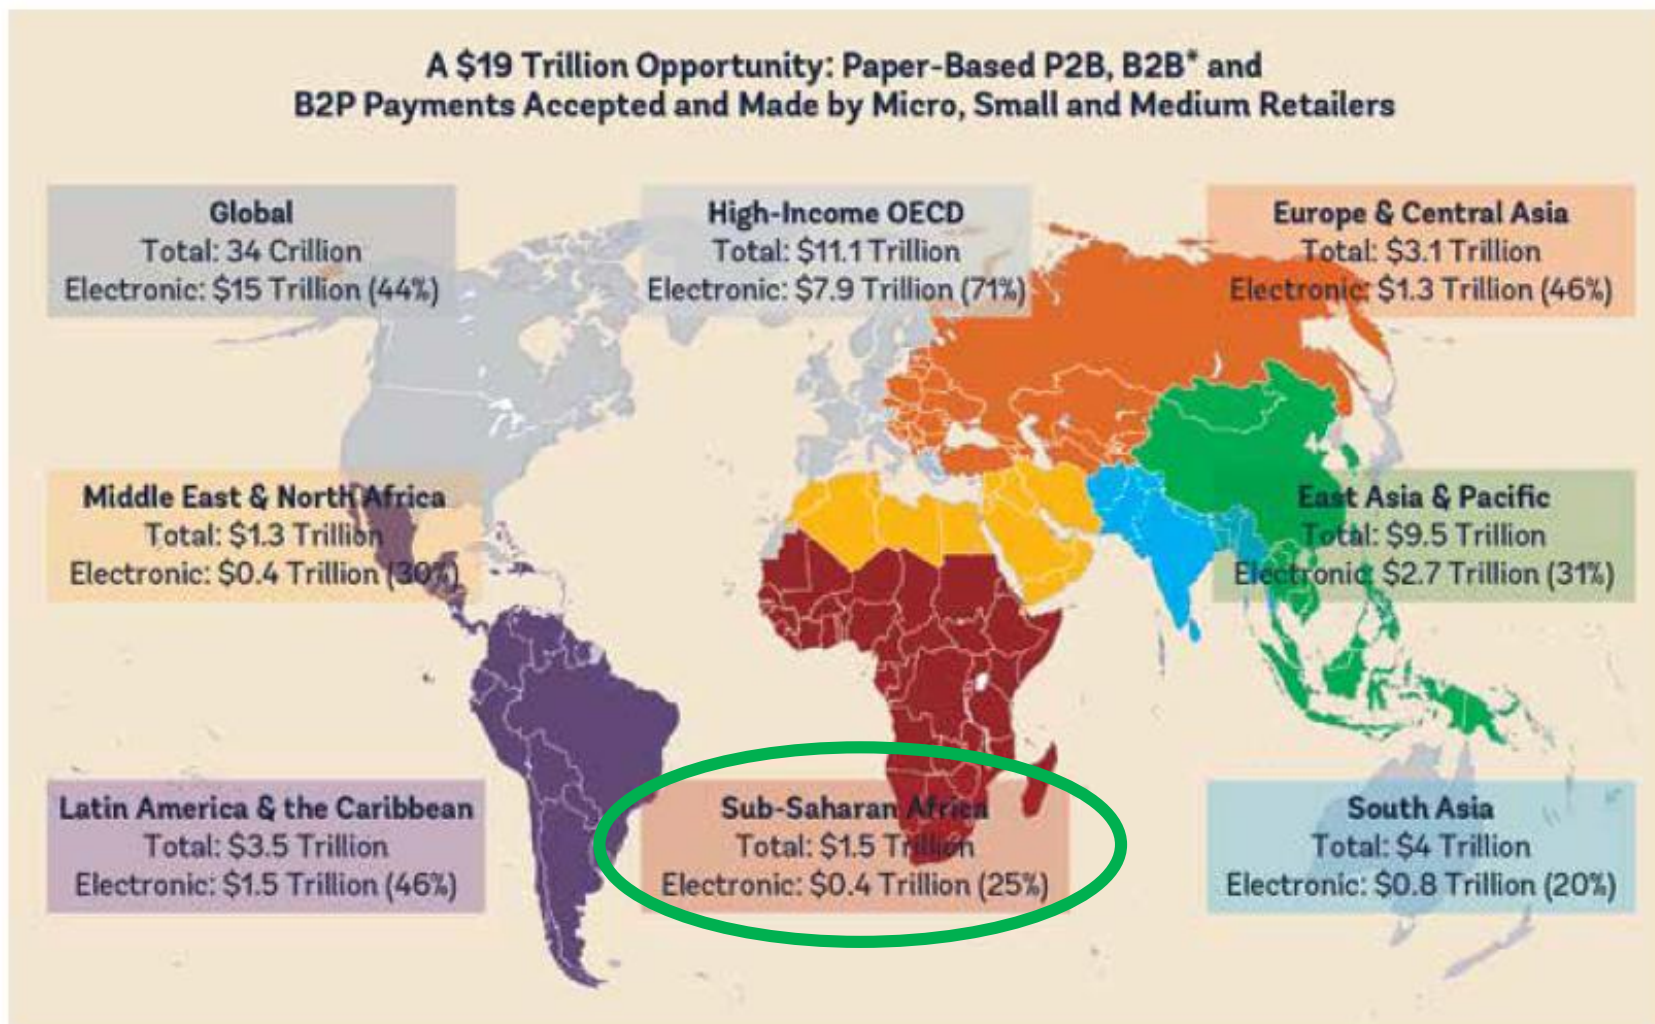 A $19 Trillion Opportunity: Paper-Based P2B, B2B* and
B2P Payments Accepted and Made by Micro, Small and Medium Retailers
Global
Total: 34 Crillion
Electronic: $15 Trillion (44%)
High-Income OECD
Total: $11.1 Trillion
Electronic: $7.9 Trillion (71%)
Europe & Central Asia
Total: $3.1 Trillion
Electronic: $1.3 Trillion (46%)
Middle East & North Africa
Total: $1.3 Trillion
Electronic: $0.4 Trillion (30%)
East Asia & Pacific
Total: $9.5 Trillion
Electronic: $2.7 Trillion (31%)
Latin America & the Caribbean
Total: $3.5 Trillion
Electronic: $1.5 Trillion (46%)
Sub-Saharan Africa
Total: $1.5 Trillion
Electronic: $0.4 Trillion (25%)
South Asia
Total: $4 Trillion
Electronic: $0.8 Trillion (20%)